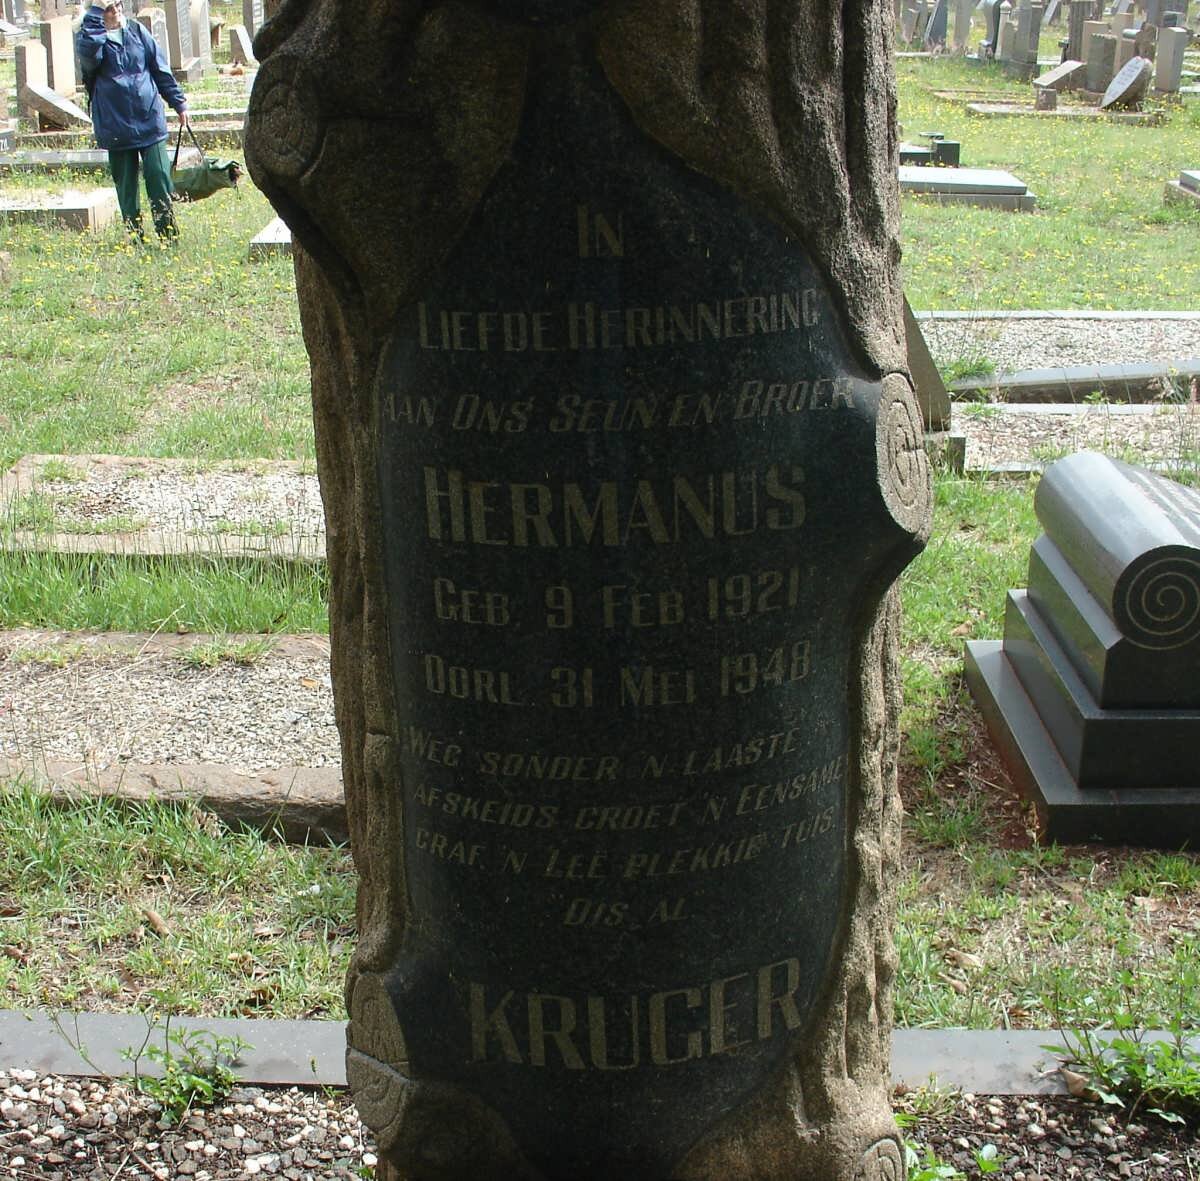 IN
LIEFDE HERINNERING
AAN ONS SEUN EN BROER
HERMANUS
GEB. 9 FEB 1921
OORL. 31 MEI 1948
WEG SONDER 'N LAASTE
AFSKEIDS GROET 'N EENSAME
GRAF 'N LEE PLEKKIE TUIS.
DIS AL
KRUGER